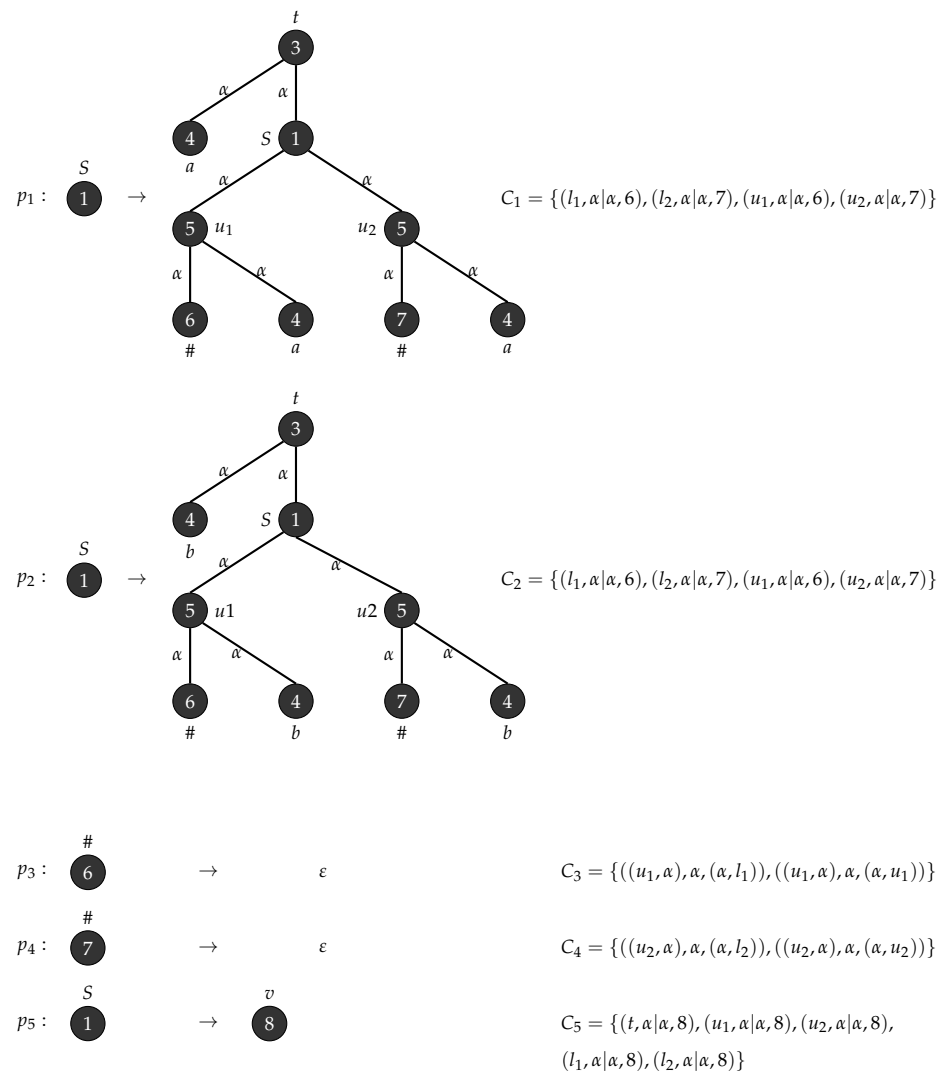 t
3
α α
4 S 1
a
S
p₁ : 1 → C₁ = {(l₁, α|α, 6), (l₂, α|α, 7), (u₁, α|α, 6), (u₂, α|α, 7)}
α α
5 u₁ u₂ 5
α α α α
6 4 7 4
# a # a
t
3
α α
4 S 1
b
S
p₂ : 1 → C₂ = {(l₁, α|α, 6), (l₂, α|α, 7), (u₁, α|α, 6), (u₂, α|α, 7)}
α α
5 u1 u2 5
α α α α
6 4 7 4
# b # b
#
p₃ : 6 → ε C₃ = {((u₁, α), α, (α, l₁)), ((u₁, α), α, (α, u₁))}
#
p₄ : 7 → ε C₄ = {((u₂, α), α, (α, l₂)), ((u₂, α), α, (α, u₂))}
S v
p₅ : 1 → 8 C₅ = {(t, α|α, 8), (u₁, α|α, 8), (u₂, α|α, 8),
(l₁, α|α, 8), (l₂, α|α, 8)}